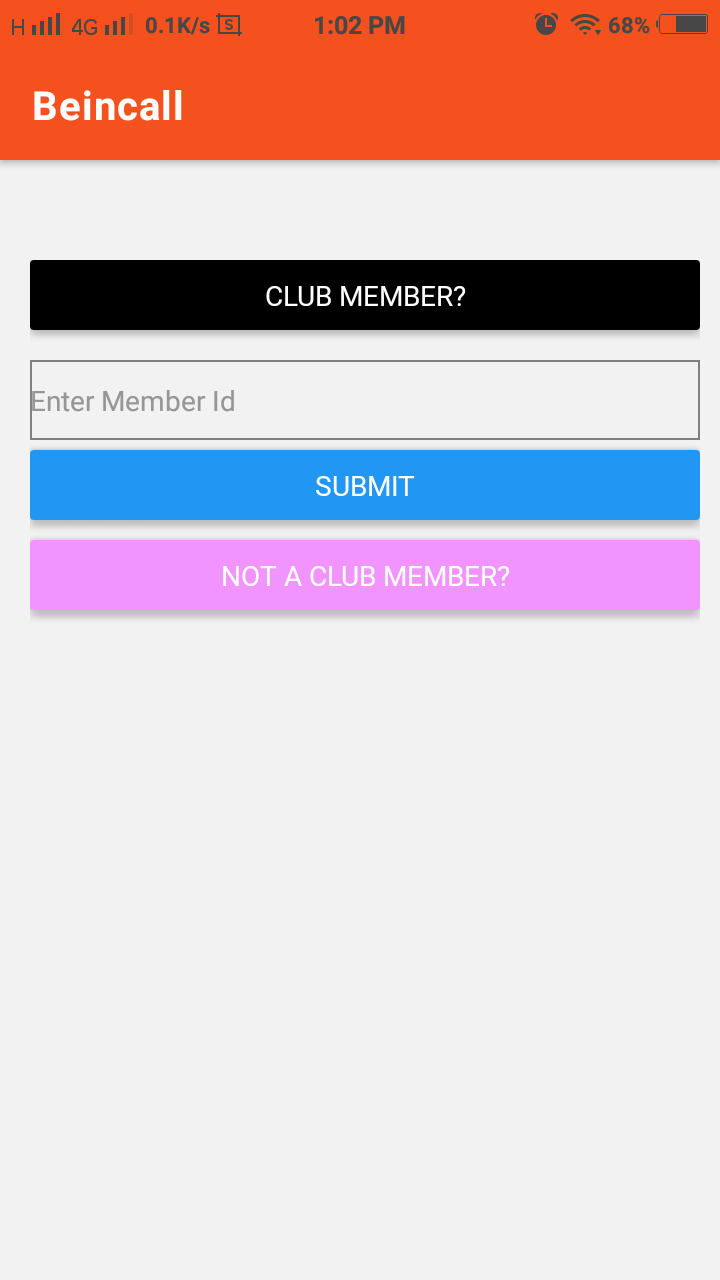 H 4G 0.1K/s S 1:02 PM 68%
Beincall
CLUB MEMBER?
Enter Member Id
SUBMIT
NOT A CLUB MEMBER?